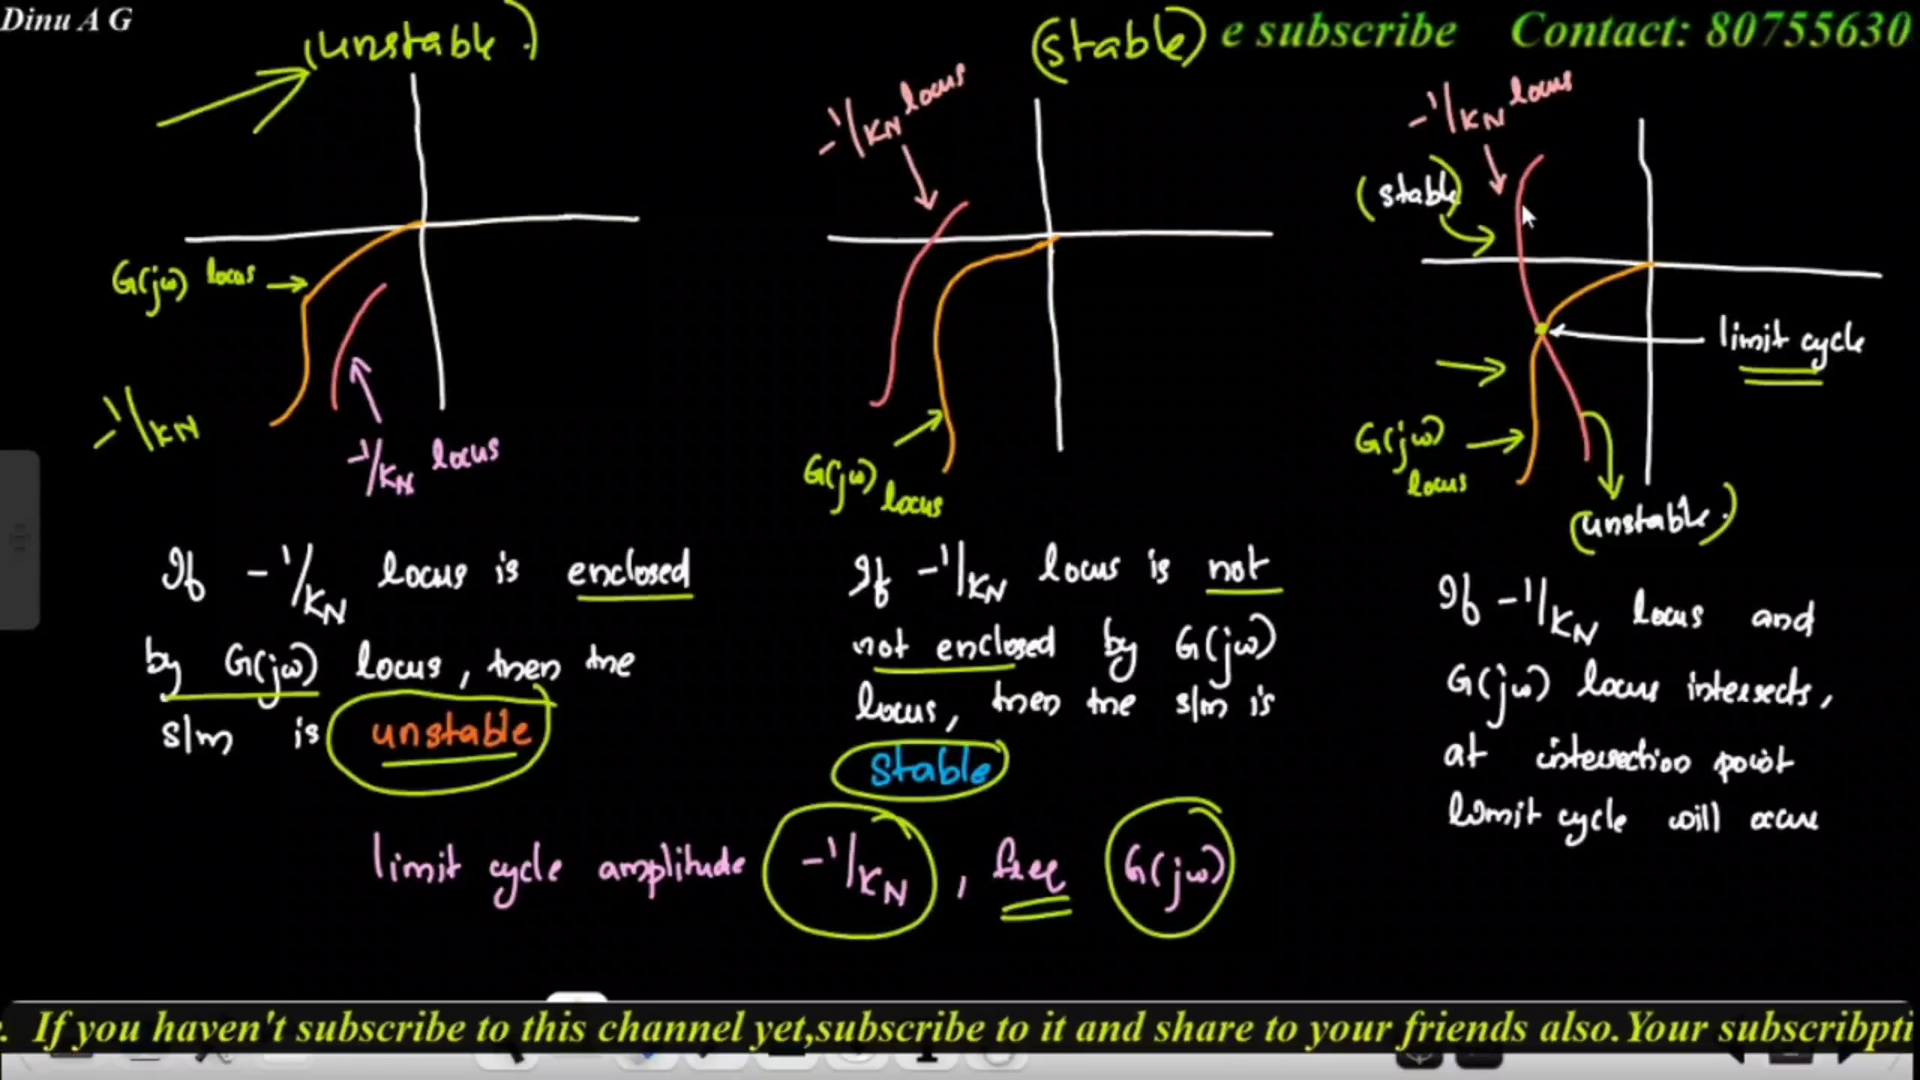 Dinu A G
e subscribe Contact: 80755630
(unstable.)
G(jω) locus
-1/KN
-1/KN locus
If -1/KN locus is enclosed
by G(jω) locus, then the
s/m is unstable
(stable)
-1/KN locus
G(jω) locus
If -1/KN locus is not
not enclosed by G(jω)
locus, then the s/m is
stable
-1/KN locus
(stable)
limit cycle
G(jω)
locus
(unstable.)
If -1/KN locus and
G(jω) locus intersects,
at intersection point
limit cycle will occur
limit cycle amplitude -1/KN, freq G(jω)
. If you haven't subscribe to this channel yet,subscribe to it and share to your friends also.Your subscribpti